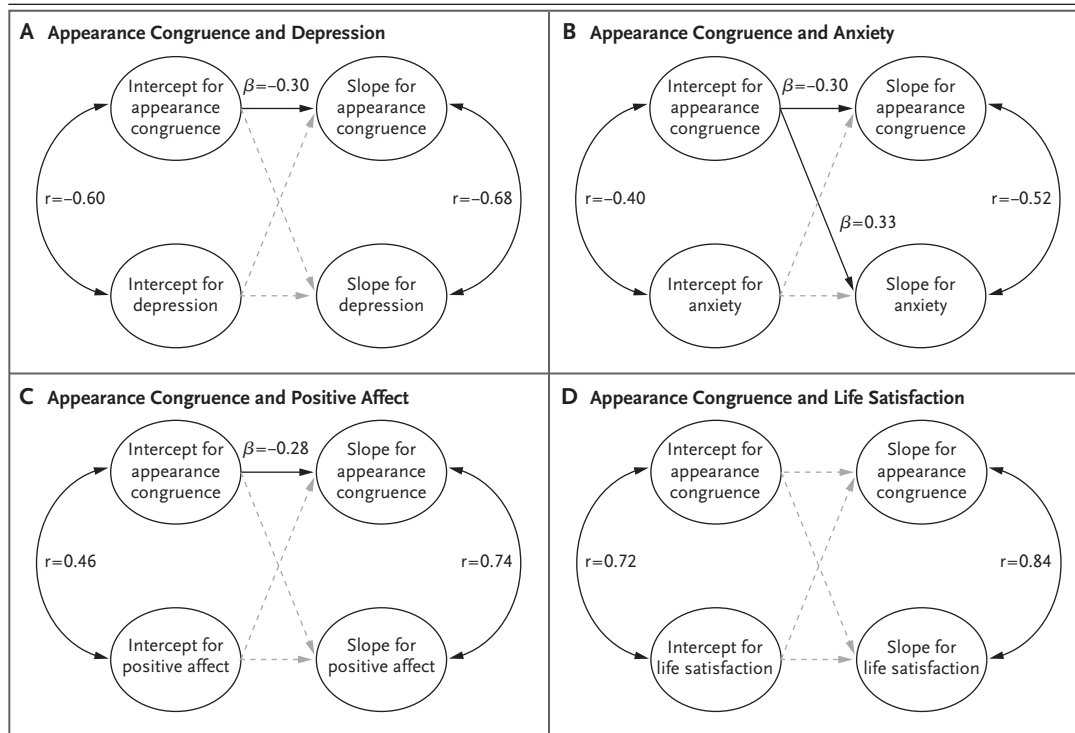 A Appearance Congruence and Depression
Intercept for
appearance
congruence
β=–0.30
Slope for
appearance
congruence
r=–0.60
r=–0.68
Intercept for
depression
Slope for
depression
B Appearance Congruence and Anxiety
Intercept for
appearance
congruence
β=–0.30
Slope for
appearance
congruence
r=–0.40
β=0.33
r=–0.52
Intercept for
anxiety
Slope for
anxiety
C Appearance Congruence and Positive Affect
Intercept for
appearance
congruence
β=–0.28
Slope for
appearance
congruence
r=0.46
r=0.74
Intercept for
positive affect
Slope for
positive affect
D Appearance Congruence and Life Satisfaction
Intercept for
appearance
congruence
Slope for
appearance
congruence
r=0.72
r=0.84
Intercept for
life satisfaction
Slope for
life satisfaction